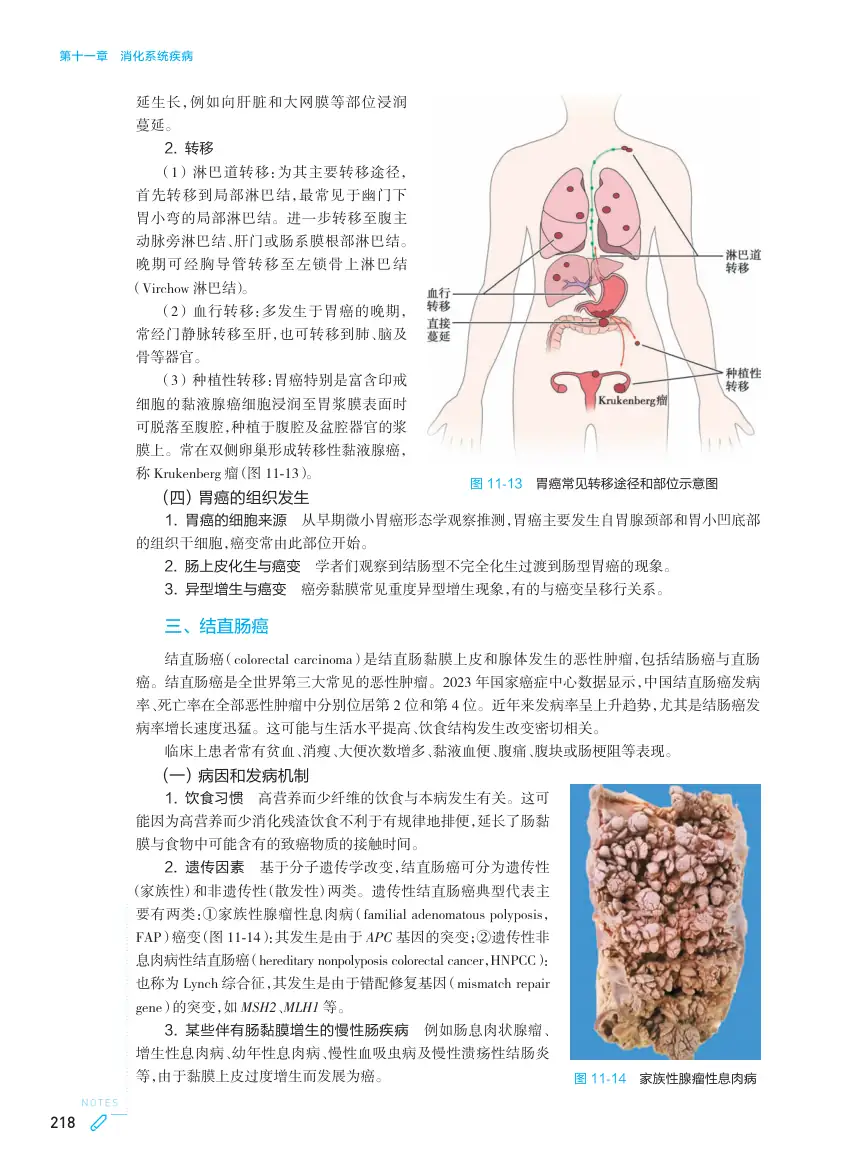 第十一章 消化系统疾病
延生长,例如向肝脏和大网膜等部位浸润
蔓延。
2. 转移
(1)淋巴道转移:为其主要转移途径,
首先转移到局部淋巴结,最常见于幽门下
胃小弯的局部淋巴结。进一步转移至腹主
动脉旁淋巴结、肝门或肠系膜根部淋巴结。
晚期可经胸导管转移至左锁骨上淋巴结
(Virchow 淋巴结)。
(2)血行转移:多发生于胃癌的晚期,
常经门静脉转移至肝,也可转移到肺、脑及
骨等器官。
(3)种植性转移:胃癌特别是富含印戒
细胞的黏液腺癌细胞浸润至胃浆膜表面时
可脱落至腹腔,种植于腹腔及盆腔器官的浆
膜上。常在双侧卵巢形成转移性黏液腺癌,
称 Krukenberg 瘤(图 11-13)。
淋巴道
转移
血行
转移
直接
蔓延
种植性
转移
Krukenberg瘤
图 11-13 胃癌常见转移途径和部位示意图
(四)胃癌的组织发生
1. 胃癌的细胞来源 从早期微小胃癌形态学观察推测,胃癌主要发生自胃腺颈部和胃小凹底部
的组织干细胞,癌变常由此部位开始。
2. 肠上皮化生与癌变 学者们观察到结肠型不完全化生过渡到肠型胃癌的现象。
3. 异型增生与癌变 癌旁黏膜常见重度异型增生现象,有的与癌变呈移行关系。
三、结直肠癌
结直肠癌(colorectal carcinoma)是结直肠黏膜上皮和腺体发生的恶性肿瘤,包括结肠癌与直肠
癌。结直肠癌是全世界第三大常见的恶性肿瘤。2023 年国家癌症中心数据显示,中国结直肠癌发病
率、死亡率在全部恶性肿瘤中分别位居第 2 位和第 4 位。近年来发病率呈上升趋势,尤其是结肠癌发
病率增长速度迅猛。这可能与生活水平提高、饮食结构发生改变密切相关。
临床上患者常有贫血、消瘦、大便次数增多、黏液血便、腹痛、腹块或肠梗阻等表现。
(一)病因和发病机制
1. 饮食习惯 高营养而少纤维的饮食与本病发生有关。这可
能因为高营养而少消化残渣饮食不利于有规律地排便,延长了肠黏
膜与食物中可能含有的致癌物质的接触时间。
2. 遗传因素 基于分子遗传学改变,结直肠癌可分为遗传性
(家族性)和非遗传性(散发性)两类。遗传性结直肠癌典型代表主
要有两类:①家族性腺瘤性息肉病(familial adenomatous polyposis,
FAP)癌变(图 11-14):其发生是由于 APC 基因的突变;②遗传性非
息肉病性结直肠癌(hereditary nonpolyposis colorectal cancer,HNPCC):
也称为 Lynch 综合征,其发生是由于错配修复基因(mismatch repair
gene)的突变,如 MSH2、MLH1 等。
3. 某些伴有肠黏膜增生的慢性肠疾病 例如肠息肉状腺瘤、
增生性息肉病、幼年性息肉病、慢性血吸虫病及慢性溃疡性结肠炎
等,由于黏膜上皮过度增生而发展为癌。
图 11-14 家族性腺瘤性息肉病
NOTES
218